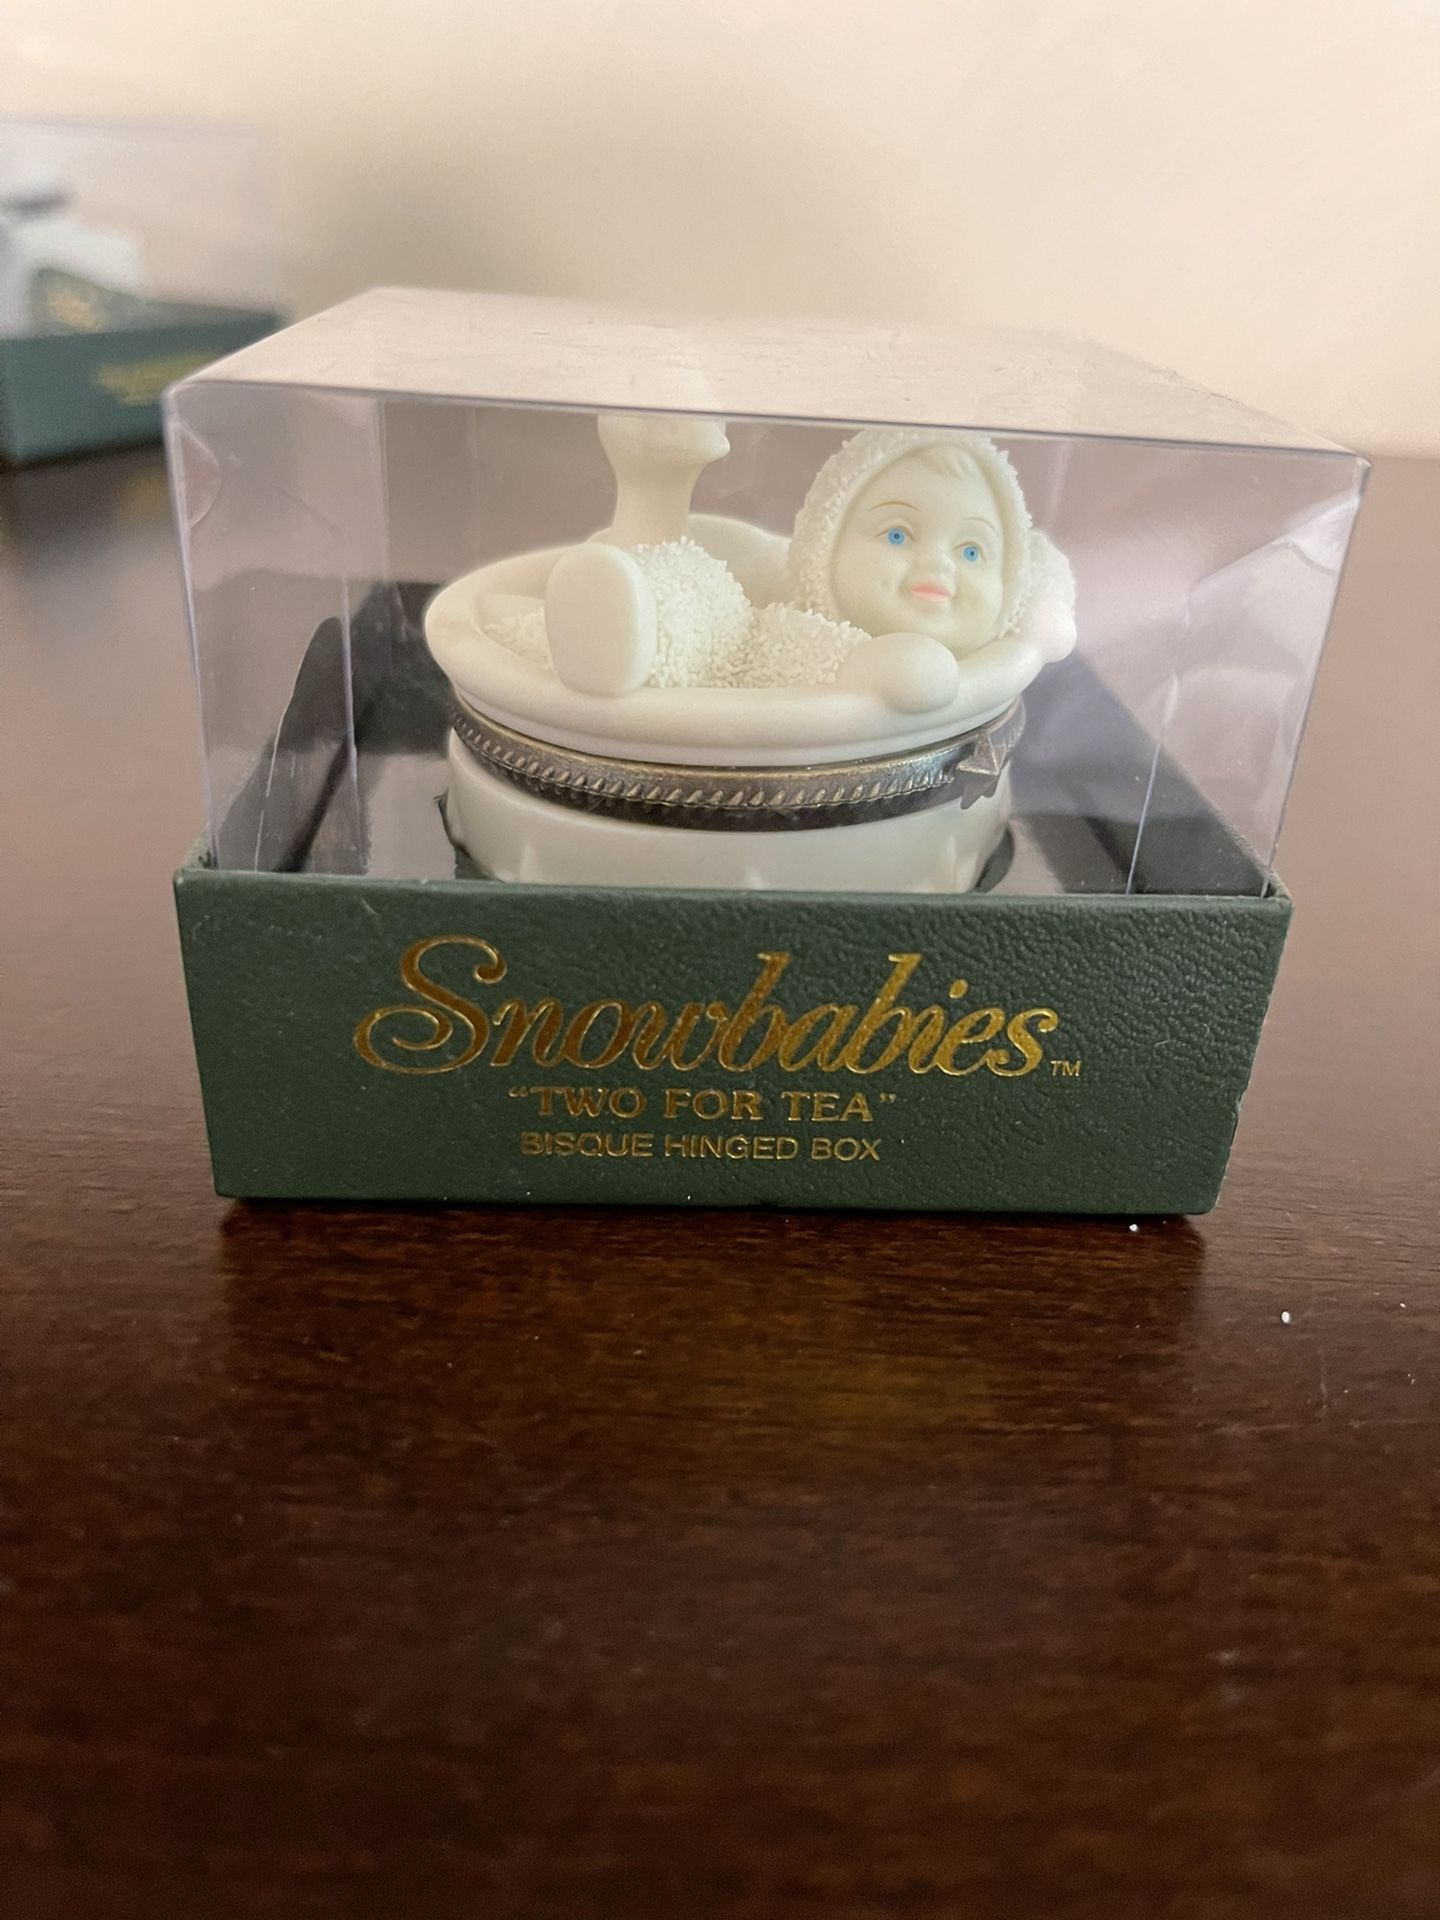 Snowbabies™
“TWO FOR TEA”
BISQUE HINGED BOX